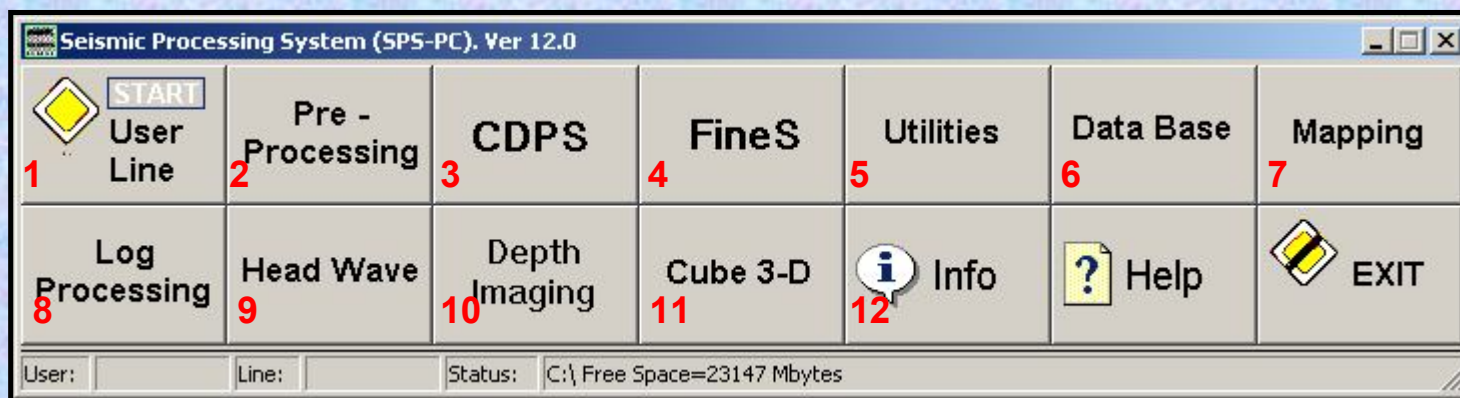 Seismic Processing System (SPS-PC). Ver 12.0
START
User
Line
1
Pre -
Processing
2
CDPS
3
FineS
4
Utilities
5
Data Base
6
Mapping
7
Log
Processing
8
Head Wave
9
Depth
Imaging
10
Cube 3-D
11
Info
12
? Help
EXIT
User: Line: Status: C:\ Free Space=23147 Mbytes